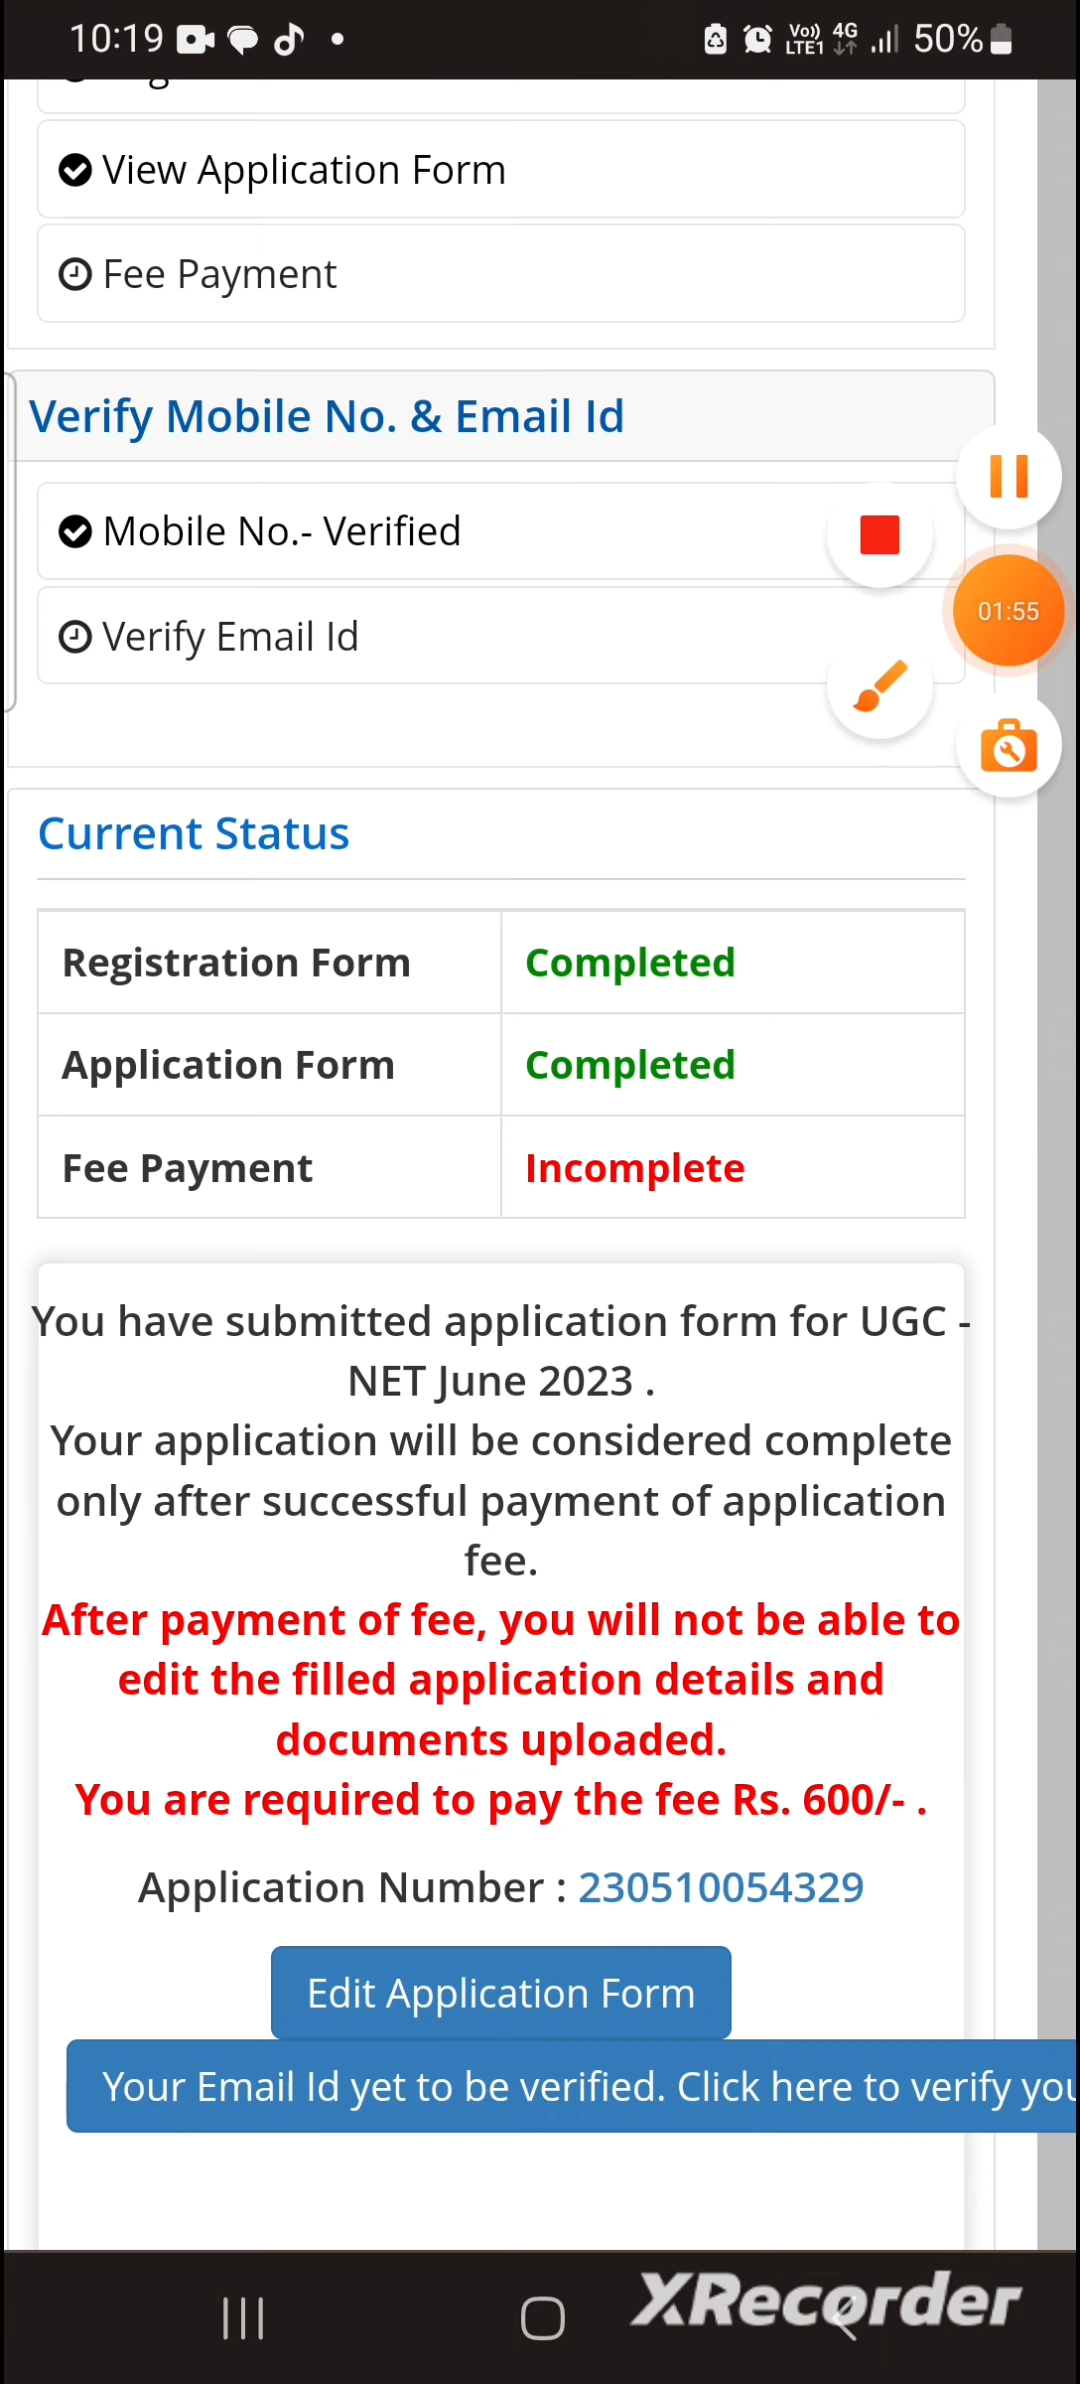 10:19 Vo)) LTE1 4G 50%
View Application Form
Fee Payment
Verify Mobile No. & Email Id
Mobile No.- Verified
01:55
Verify Email Id
Current Status
Registration Form Completed
Application Form Completed
Fee Payment Incomplete
You have submitted application form for UGC -
NET June 2023 .
Your application will be considered complete
only after successful payment of application
fee.
After payment of fee, you will not be able to
edit the filled application details and
documents uploaded.
You are required to pay the fee Rs. 600/- .
Application Number : 230510054329
Edit Application Form
Your Email Id yet to be verified. Click here to verify you
XRecorder